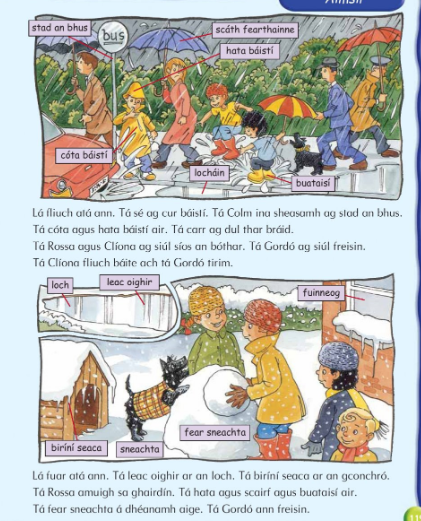 Aimsir
stad an bhus
bus
scáth fearthainne
hata báistí
cóta báistí
locháin
buataisí
Lá fliuch atá ann. Tá sé ag cur báistí. Tá Colm ina sheasamh ag stad an bhus.
Tá cóta agus hata báistí air. Tá carr ag dul thar bráid.
Tá Rossa agus Clíona ag siúl síos an bóthar. Tá Gordó ag siúl freisin.
Tá Clíona fliuch báite ach tá Gordó tirim.
loch
leac oighir
fuinneog
fear sneachta
biríní seaca
sneachta
Lá fuar atá ann. Tá leac oighir ar an loch. Tá biríní seaca ar an gconchró.
Tá Rossa amuigh sa ghairdín. Tá hata agus scairf agus buataisí air.
Tá fear sneachta á dhéanamh aige. Tá Gordó ann freisin.